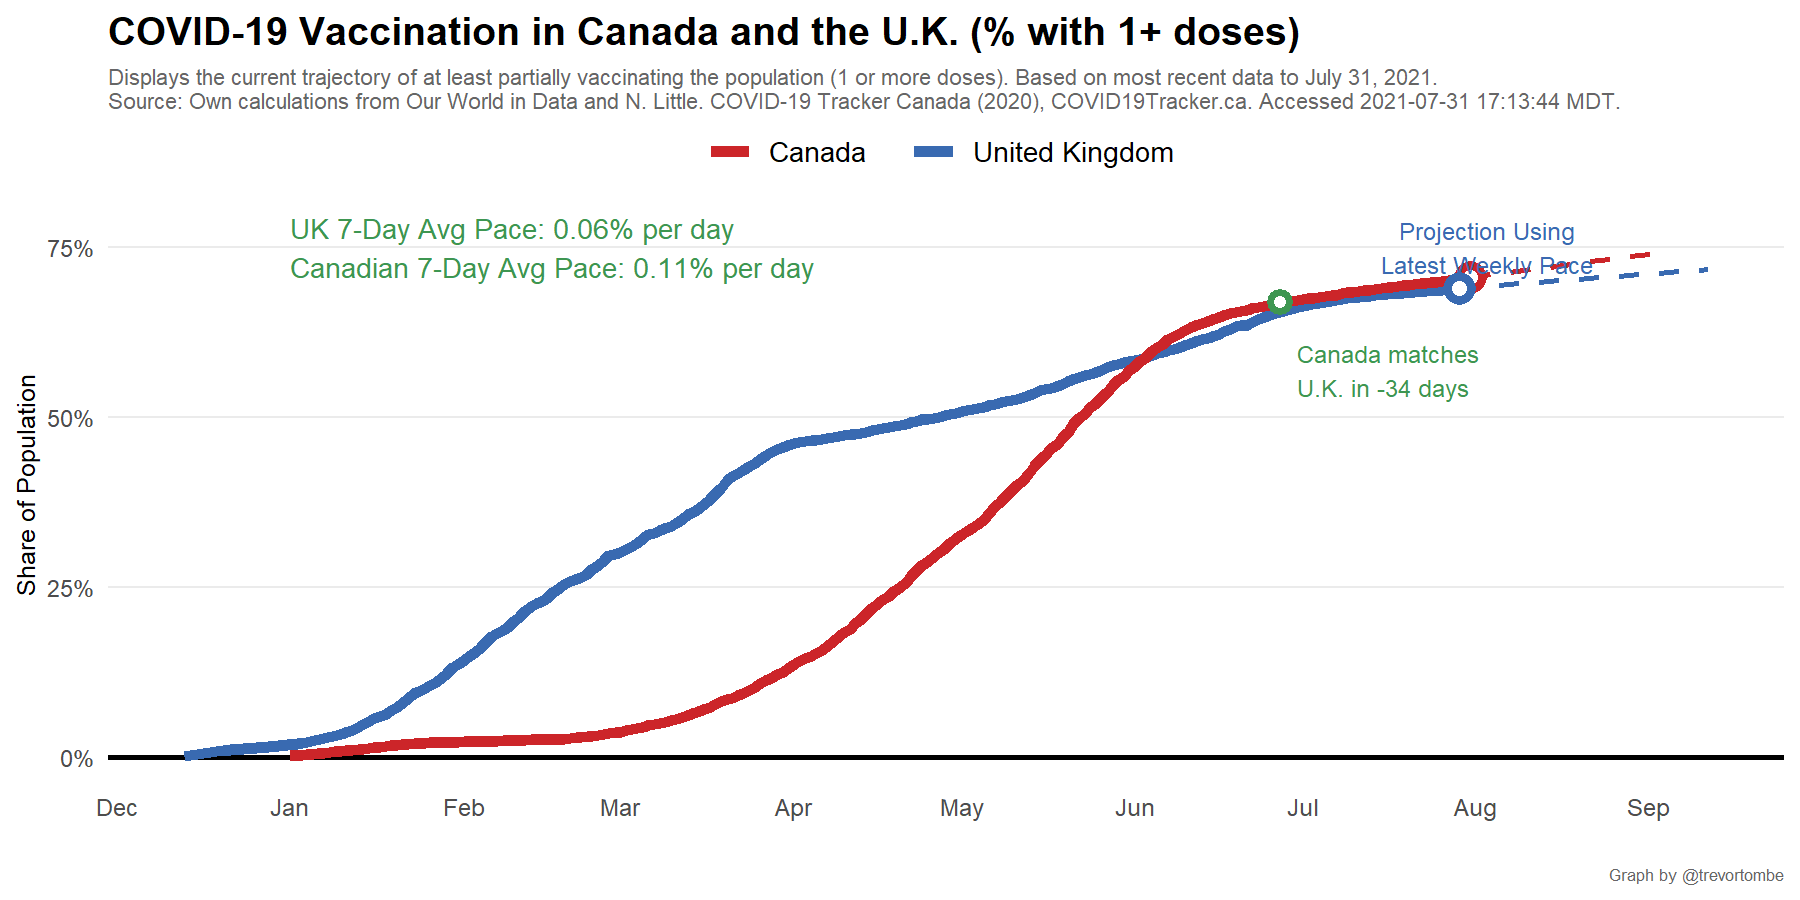 COVID-19 Vaccination in Canada and the U.K. (% with 1+ doses)
Displays the current trajectory of at least partially vaccinating the population (1 or more doses). Based on most recent data to July 31, 2021.
Source: Own calculations from Our World in Data and N. Little. COVID-19 Tracker Canada (2020), COVID19Tracker.ca. Accessed 2021-07-31 17:13:44 MDT.
Canada United Kingdom
UK 7-Day Avg Pace: 0.06% per day
Canadian 7-Day Avg Pace: 0.11% per day
Projection Using
Latest Weekly Pace
Canada matches
U.K. in -34 days
Share of Population
75%
50%
25%
0%
Dec Jan Feb Mar Apr May Jun Jul Aug Sep
Graph by @trevortombe